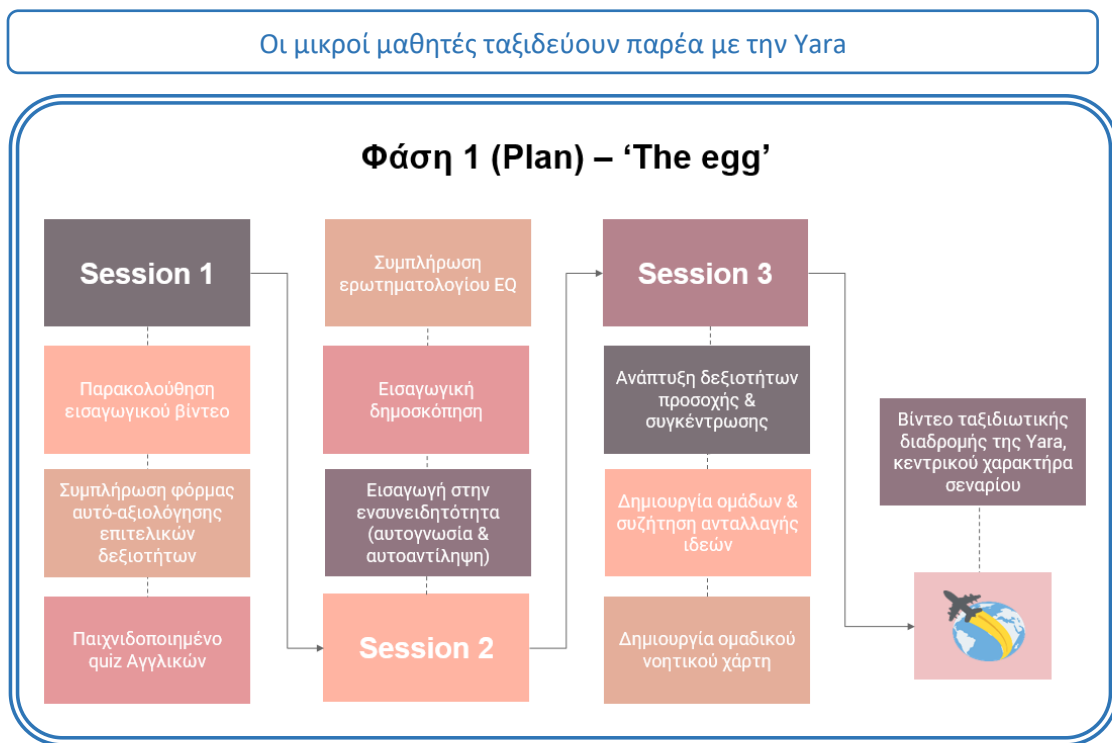 Οι μικροί μαθητές ταξιδεύουν παρέα με την Yara
Φάση 1 (Plan) – ‘The egg’
Session 1
Παρακολούθηση
εισαγωγικού βίντεο
Συμπλήρωση φόρμας
αυτό-αξιολόγησης
επιτελικών
δεξιοτήτων
Παιχνιδοποιημένο
quiz Αγγλικών
Συμπλήρωση
ερωτηματολογίου EQ
Εισαγωγική
δημοσκόπηση
Εισαγωγή στην
ενσυνειδητότητα
(αυτογνωσία &
αυτοαντίληψη)
Session 2
Session 3
Ανάπτυξη δεξιοτήτων
προσοχής &
συγκέντρωσης
Δημιουργία ομάδων &
συζήτηση ανταλλαγής
ιδεών
Δημιουργία ομαδικού
νοητικού χάρτη
Βίντεο ταξιδιωτικής
διαδρομής της Yara,
κεντρικού χαρακτήρα
σεναρίου